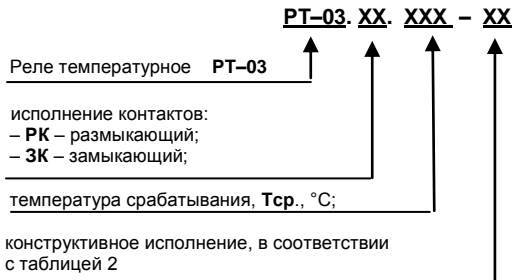 РТ–03. ХХ. ХХХ – ХХ
Реле температурное РТ–03
исполнение контактов:
– РК – размыкающий;
– ЗК – замыкающий;
температура срабатывания, Тср., °С;
конструктивное исполнение, в соответствии
с таблицей 2